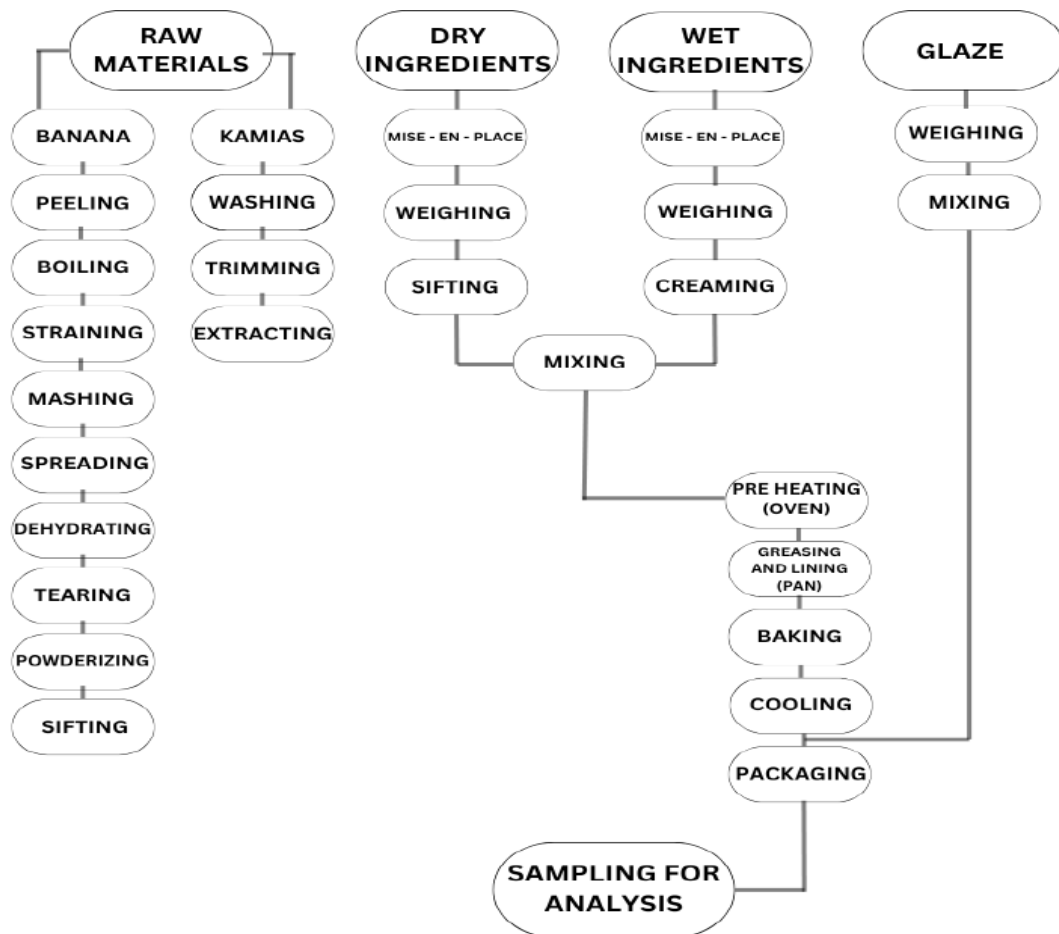 RAW
MATERIALS
BANANA
PEELING
BOILING
STRAINING
MASHING
SPREADING
DEHYDRATING
TEARING
POWDERIZING
SIFTING
KAMIAS
WASHING
TRIMMING
EXTRACTING
DRY
INGREDIENTS
MISE - EN - PLACE
WEIGHING
SIFTING
WET
INGREDIENTS
MISE - EN - PLACE
WEIGHING
CREAMING
MIXING
GLAZE
WEIGHING
MIXING
PRE HEATING
(OVEN)
GREASING
AND LINING
(PAN)
BAKING
COOLING
PACKAGING
SAMPLING FOR
ANALYSIS